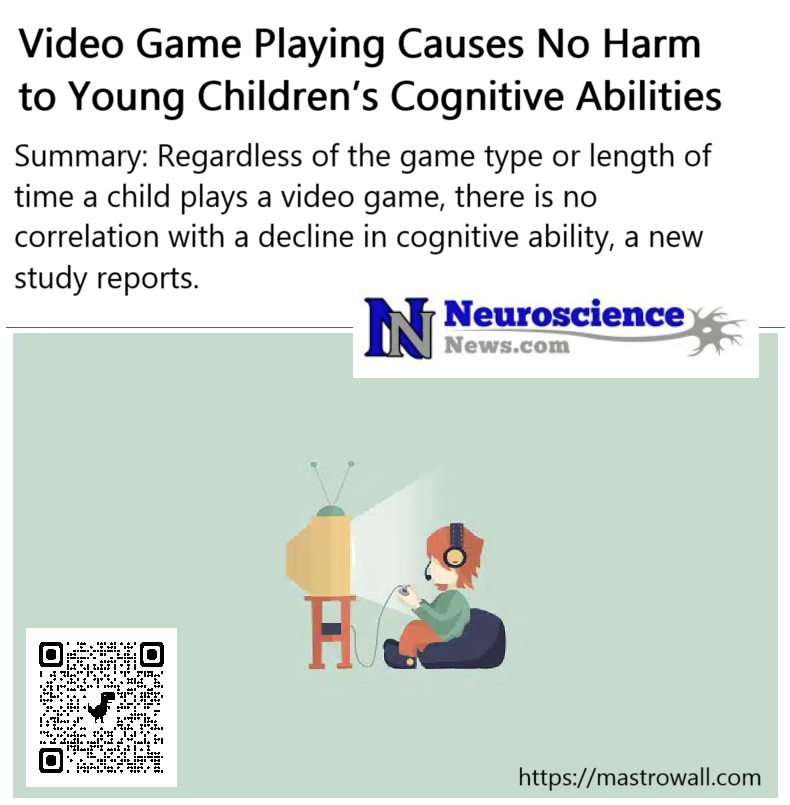 Video Game Playing Causes No Harm
to Young Children’s Cognitive Abilities
Summary: Regardless of the game type or length of
time a child plays a video game, there is no
correlation with a decline in cognitive ability, a new
study reports.
NN Neuroscience
News.com
https://mastrowall.com